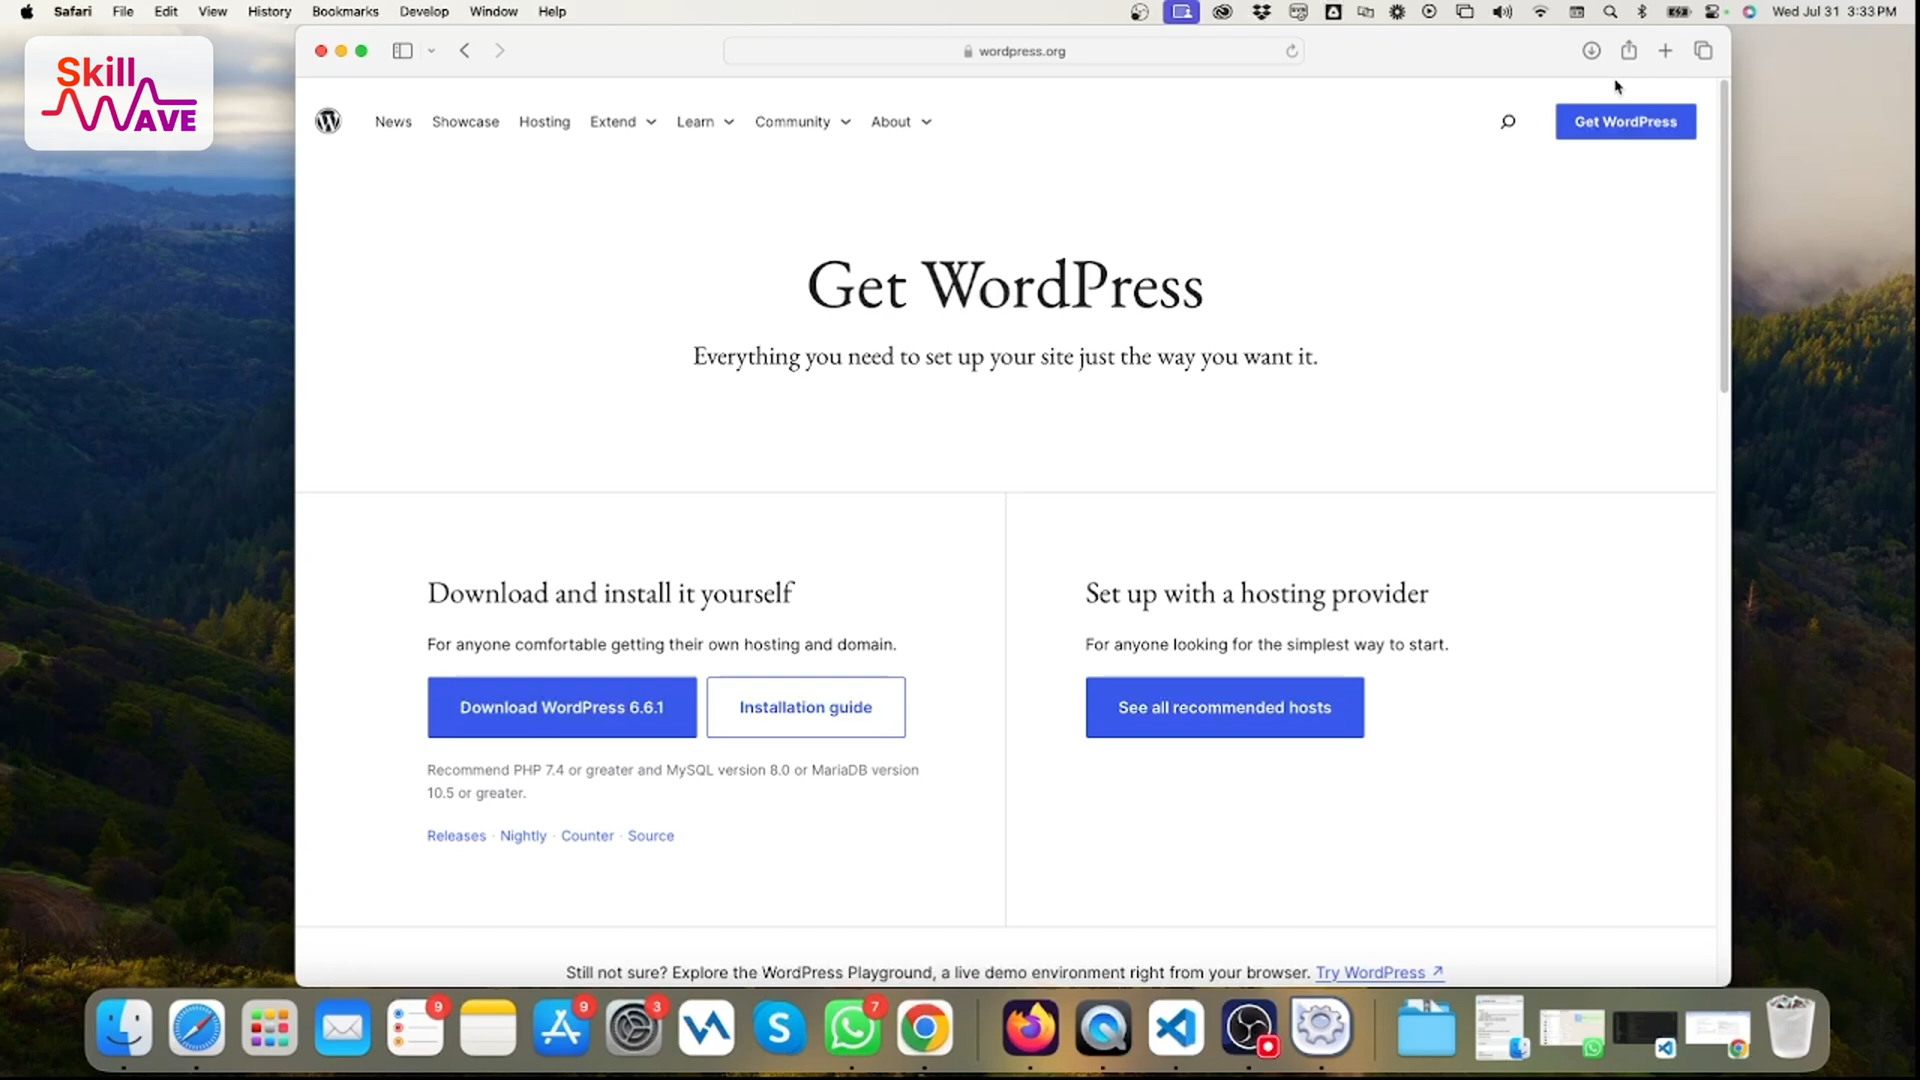 Safari File Edit View History Bookmarks Develop Window Help
Wed Jul 31 3:33 PM
Skill
WAVE
wordpress.org
News Showcase Hosting Extend Learn Community About
Get WordPress
Get WordPress
Everything you need to set up your site just the way you want it.
Download and install it yourself
For anyone comfortable getting their own hosting and domain.
Download WordPress 6.6.1
Installation guide
Recommend PHP 7.4 or greater and MySQL version 8.0 or MariaDB version
10.5 or greater.
Releases · Nightly · Counter · Source
Set up with a hosting provider
For anyone looking for the simplest way to start.
See all recommended hosts
Still not sure? Explore the WordPress Playground, a live demo environment right from your browser. Try WordPress ↗
9
9
3
7